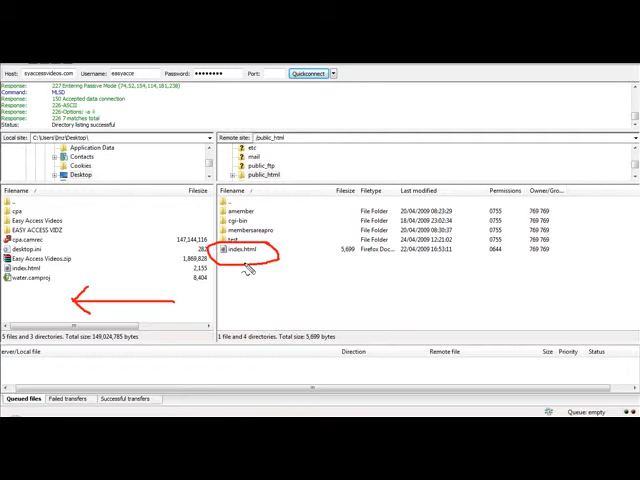 Host: syaccessvideos.com Username: easyacce Password: •••••••• Port: Quickconnect
Response: 227 Entering Passive Mode (74,52,154,114,181,238)
Command: MLSD
Response: 150 Accepted data connection
Response: 226-ASCII
Response: 226-Options: -a -l
Response: 226 7 matches total
Status: Directory listing successful
Local site: C:\Users\Dnz\Desktop\ Remote site: /public_html
Application Data etc
Contacts mail
Cookies public_ftp
Desktop public_html
Filename / Filesize Filename / Filesize Filetype Last modified Permissions Owner/Gro...
.. ..
cpa amember File Folder 20/04/2009 08:23:29 0755 769 769
Easy Access Videos cgi-bin File Folder 18/04/2009 23:02:34 0755 769 769
EASY ACCESS VIDZ membersareapro File Folder 20/04/2009 08:28:39 0755 769 769
cpa.camrec 147,144,116 test File Folder 24/04/2009 12:21:02 0755 769 769
desktop.ini 282 index.html 5,699 Firefox Doc... 22/04/2009 16:53:11 0644 769 769
Easy Access Videos.zip 1,869,828
index.html 2,155
water.camproj 8,404
5 files and 3 directories. Total size: 149,024,785 bytes 1 file and 4 directories. Total size: 5,699 bytes
erver/Local file Direction Remote file Size Priority Status
Queued files Failed transfers Successful transfers
Queue: empty